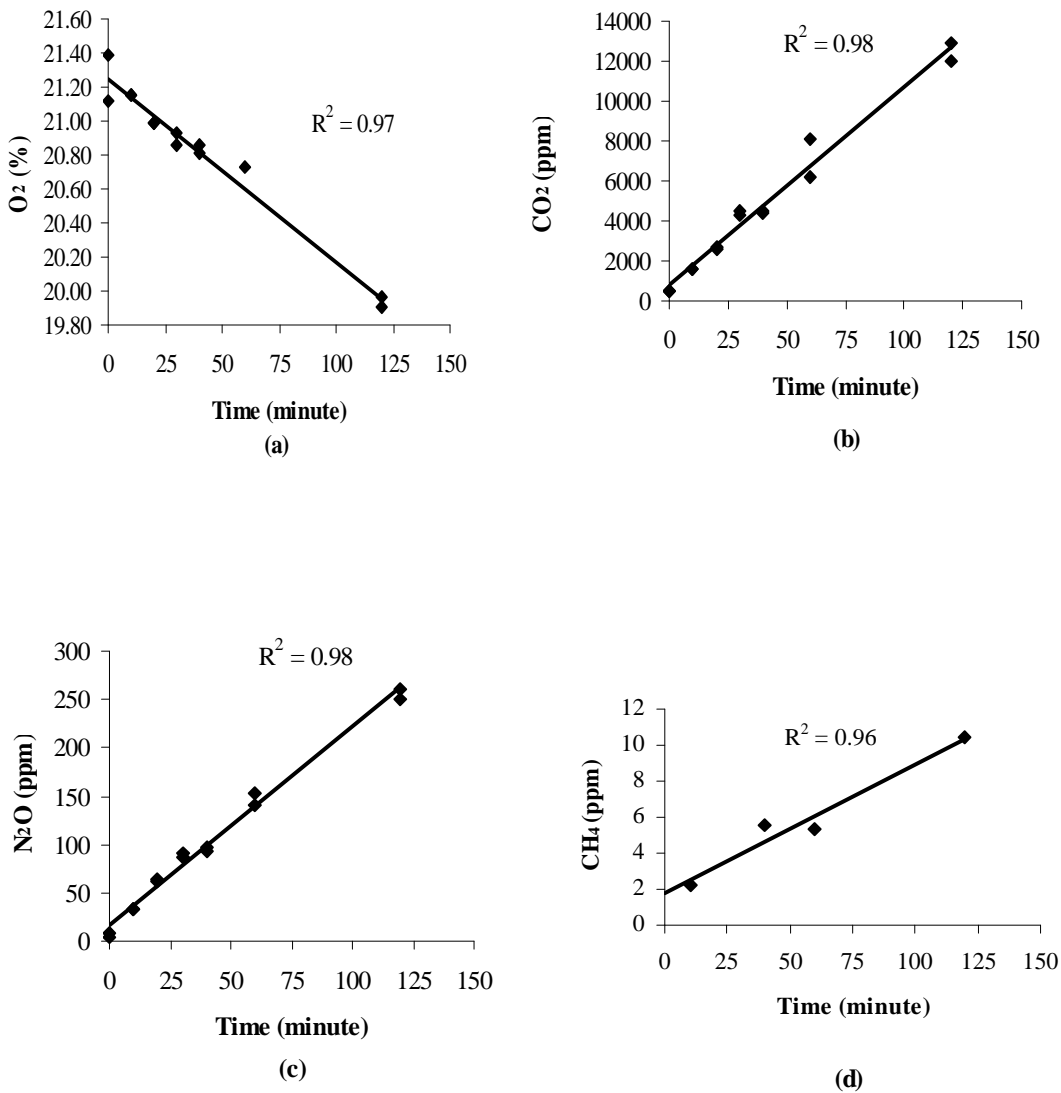 21.60
21.40
21.20
21.00
20.80
20.60
20.40
20.20
20.00
19.80
O2 (%)
R2 = 0.97
0 25 50 75 100 125 150
Time (minute)
(a)
14000
12000
10000
8000
6000
4000
2000
0
CO2 (ppm)
R2 = 0.98
0 25 50 75 100 125 150
Time (minute)
(b)
300
250
200
150
100
50
0
N2O (ppm)
R2 = 0.98
0 25 50 75 100 125 150
Time (minute)
(c)
12
10
8
6
4
2
0
CH4 (ppm)
R2 = 0.96
0 25 50 75 100 125 150
Time (minute)
(d)